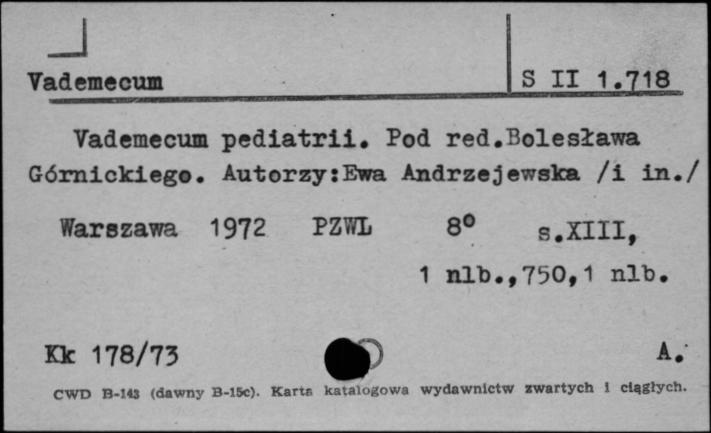 Vademecum
S II 1.718
Vademecum pediatrii. Pod red.Bolesława
Górnickiego. Autorzy:Ewa Andrzejewska /i in./
Warszawa 1972 PZWL 8° s.XIII,
1 nlb.,750,1 nlb.
Kk 178/73 A.
CWD B-143 (dawny B-15c). Karta katalogowa wydawnictw zwartych i ciągłych.